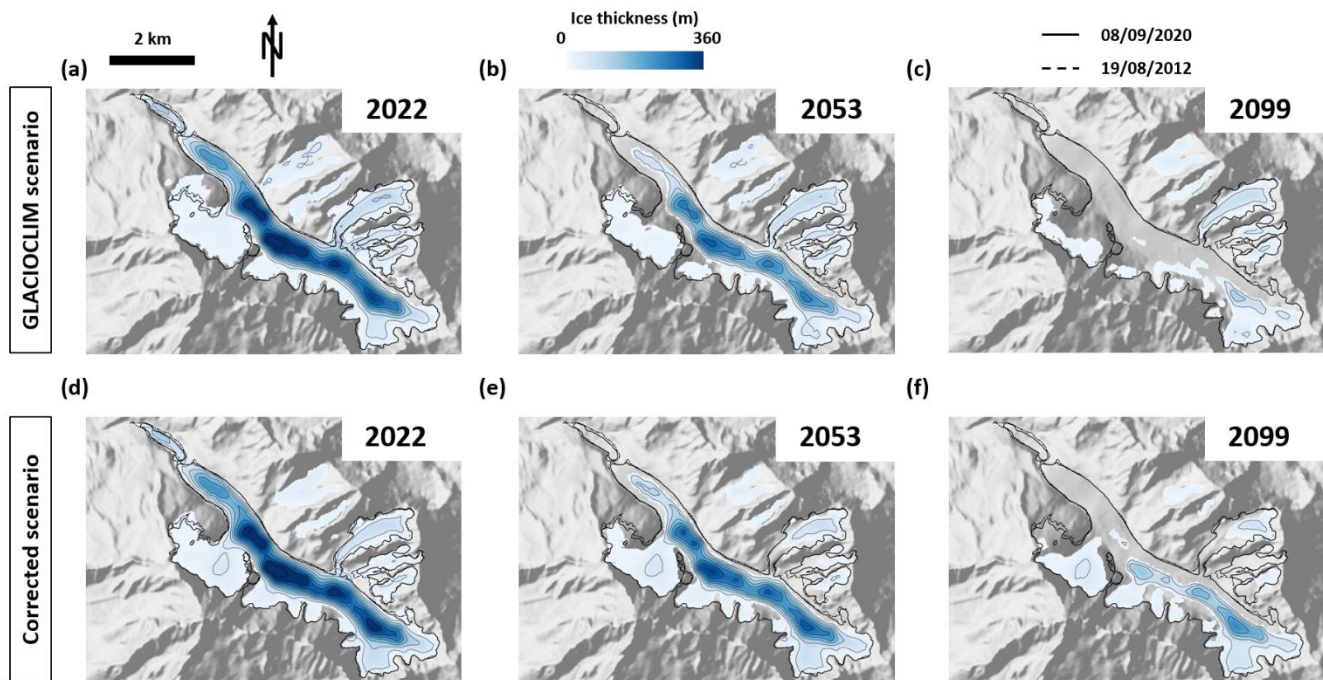 2 km
N
Ice thickness (m)
0 360
08/09/2020
19/08/2012
(a) (b) (c)
GLACIOCLIM scenario
2022 2053 2099
(d) (e) (f)
Corrected scenario
2022 2053 2099